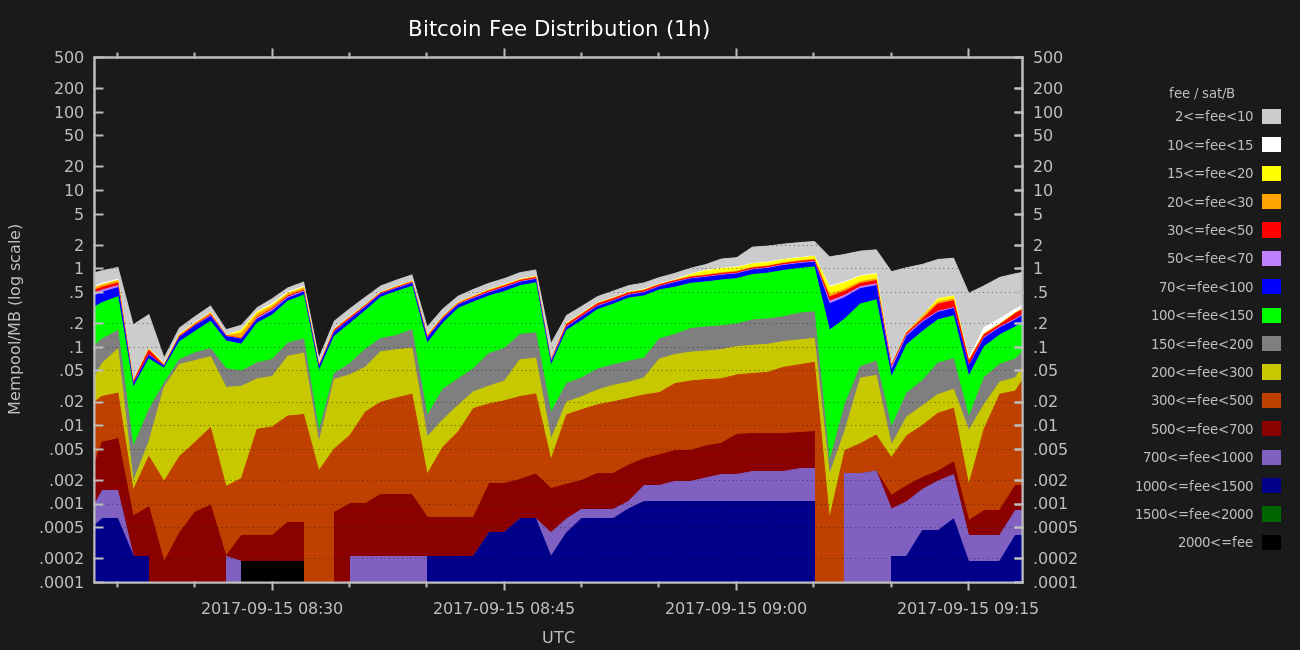 Bitcoin Fee Distribution (1h)
500 500
200 200
100 100
50 50
20 20
10 10
5 5
2 2
1 1
.5 .5
.2 .2
.1 .1
.05 .05
.02 .02
.01 .01
.005 .005
.002 .002
.001 .001
.0005 .0005
.0002 .0002
.0001 .0001
Mempool/MB (log scale)
2017-09-15 08:30 2017-09-15 08:45 2017-09-15 09:00 2017-09-15 09:15
UTC
fee / sat/B
2<=fee<10
10<=fee<15
15<=fee<20
20<=fee<30
30<=fee<50
50<=fee<70
70<=fee<100
100<=fee<150
150<=fee<200
200<=fee<300
300<=fee<500
500<=fee<700
700<=fee<1000
1000<=fee<1500
1500<=fee<2000
2000<=fee